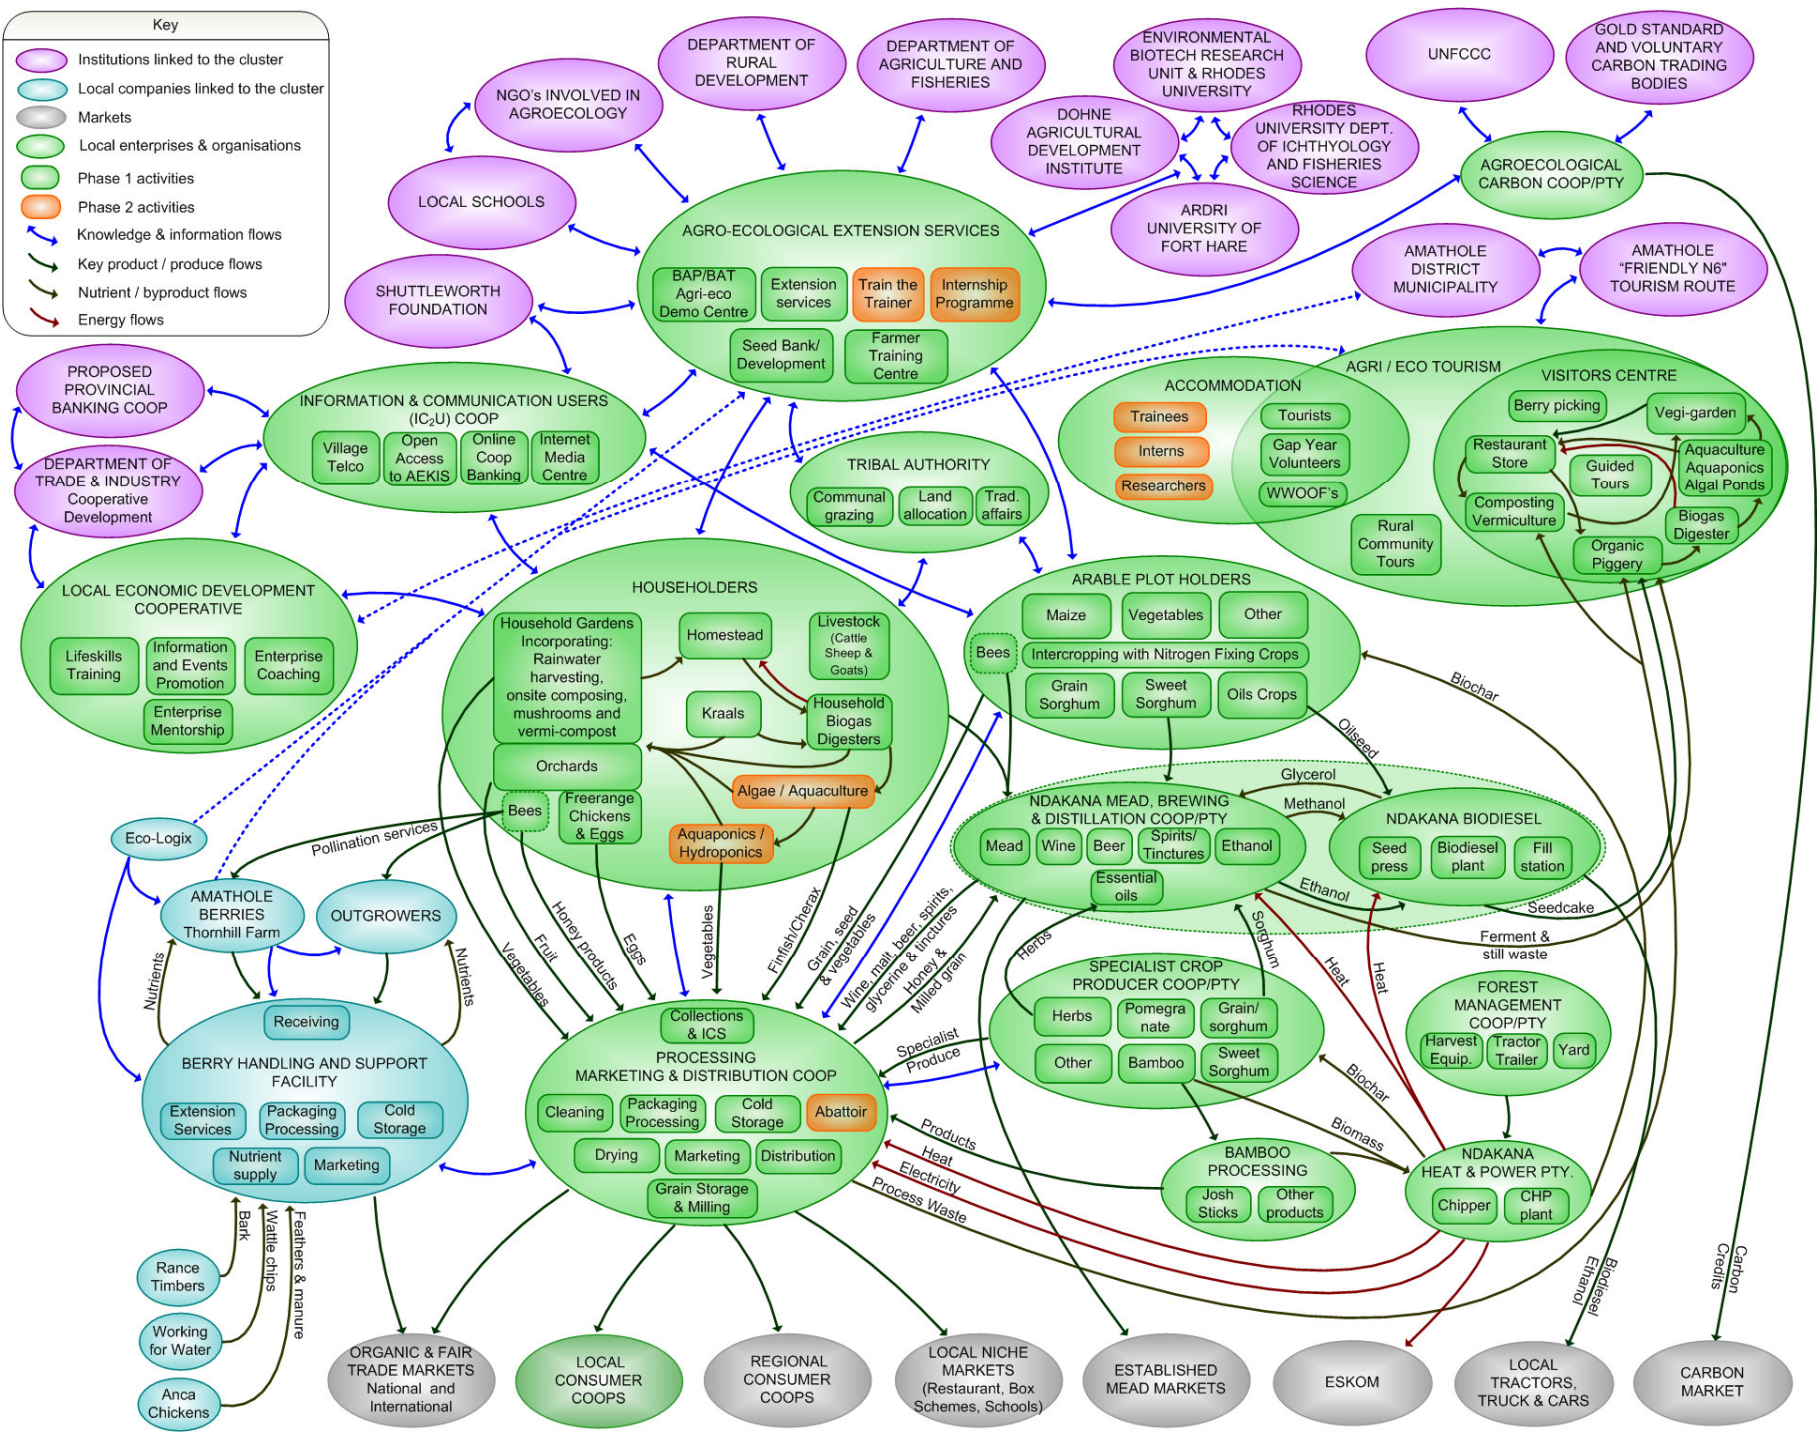 Key
Institutions linked to the cluster
Local companies linked to the cluster
Markets
Local enterprises & organisations
Phase 1 activities
Phase 2 activities
Knowledge & information flows
Key product / produce flows
Nutrient / byproduct flows
Energy flows
NGO's INVOLVED IN
AGROECOLOGY
DEPARTMENT OF
RURAL
DEVELOPMENT
DEPARTMENT OF
AGRICULTURE AND
FISHERIES
ENVIRONMENTAL
BIOTECH RESEARCH
UNIT & RHODES
UNIVERSITY
UNFCCC
GOLD STANDARD
AND VOLUNTARY
CARBON TRADING
BODIES
DOHNE
AGRICULTURAL
DEVELOPMENT
INSTITUTE
RHODES
UNIVERSITY DEPT.
OF ICHTHYOLOGY
AND FISHERIES
SCIENCE
AGROECOLOGICAL
CARBON COOP/PTY
LOCAL SCHOOLS
ARDRI
UNIVERSITY OF
FORT HARE
AMATHOLE
DISTRICT
MUNICIPALITY
AMATHOLE
“FRIENDLY N6"
TOURISM ROUTE
SHUTTLEWORTH
FOUNDATION
AGRO-ECOLOGICAL EXTENSION SERVICES
BAP/BAT
Agri-eco
Demo Centre
Extension
services
Train the
Trainer
Internship
Programme
Seed Bank/
Development
Farmer
Training
Centre
PROPOSED
PROVINCIAL
BANKING COOP
DEPARTMENT OF
TRADE & INDUSTRY
Cooperative
Development
INFORMATION & COMMUNICATION USERS
(IC2U) COOP
Village
Telco
Open
Access
to AEKIS
Online
Coop
Banking
Internet
Media
Centre
TRIBAL AUTHORITY
Communal
grazing
Land
allocation
Trad.
affairs
ACCOMMODATION
Trainees
Interns
Researchers
Tourists
Gap Year
Volunteers
WWOOF's
AGRI / ECO TOURISM
Rural
Community
Tours
VISITORS CENTRE
Berry picking
Vegi-garden
Restaurant
Store
Guided
Tours
Aquaculture
Aquaponics
Algal Ponds
Composting
Vermiculture
Biogas
Digester
Organic
Piggery
LOCAL ECONOMIC DEVELOPMENT
COOPERATIVE
Lifeskills
Training
Information
and Events
Promotion
Enterprise
Coaching
Enterprise
Mentorship
HOUSEHOLDERS
Household Gardens
Incorporating:
Rainwater
harvesting,
onsite composing,
mushrooms and
vermi-compost
Homestead
Livestock
(Cattle
Sheep &
Goats)
Kraals
Household
Biogas
Digesters
Orchards
Algae / Aquaculture
Bees
Freerange
Chickens
& Eggs
Aquaponics /
Hydroponics
ARABLE PLOT HOLDERS
Maize
Vegetables
Other
Bees
Intercropping with Nitrogen Fixing Crops
Grain
Sorghum
Sweet
Sorghum
Oils Crops
Biochar
Oilseed
Glycerol
Methanol
NDAKANA MEAD, BREWING
& DISTILLATION COOP/PTY
Mead
Wine
Beer
Spirits/
Tinctures
Ethanol
Essential
oils
NDAKANA BIODIESEL
Seed
press
Biodiesel
plant
Fill
station
Ethanol
Seedcake
Ferment &
still waste
Eco-Logix
Pollination services
AMATHOLE
BERRIES
Thornhill Farm
OUTGROWERS
Nutrients
Nutrients
Vegetables
Fruit
Honey products
Eggs
Vegetables
Finfish/Cherax
Grain, seed
& vegetables
Wine, malt, beer, spirits,
glycerine & tinctures
Honey &
Milled grain
Herbs
Sorghum
Heat
Heat
SPECIALIST CROP
PRODUCER COOP/PTY
Herbs
Pomegra
nate
Grain/
sorghum
Other
Bamboo
Sweet
Sorghum
FOREST
MANAGEMENT
COOP/PTY
Harvest
Equip.
Tractor
Trailer
Yard
Receiving
BERRY HANDLING AND SUPPORT
FACILITY
Extension
Services
Packaging
Processing
Cold
Storage
Nutrient
supply
Marketing
Collections
& ICS
PROCESSING
MARKETING & DISTRIBUTION COOP
Cleaning
Packaging
Processing
Cold
Storage
Abattoir
Drying
Marketing
Distribution
Grain Storage
& Milling
Specialist
Produce
Products
Heat
Electricity
Process Waste
Biochar
Biomass
BAMBOO
PROCESSING
Josh
Sticks
Other
products
NDAKANA
HEAT & POWER PTY.
Chipper
CHP
plant
Bark
Wattle chips
Feathers & manure
Rance
Timbers
Working
for Water
Anca
Chickens
Biodiesel
Ethanol
Carbon
Credits
ORGANIC & FAIR
TRADE MARKETS
National and
International
LOCAL
CONSUMER
COOPS
REGIONAL
CONSUMER
COOPS
LOCAL NICHE
MARKETS
(Restaurant, Box
Schemes, Schools)
ESTABLISHED
MEAD MARKETS
ESKOM
LOCAL
TRACTORS,
TRUCK & CARS
CARBON
MARKET